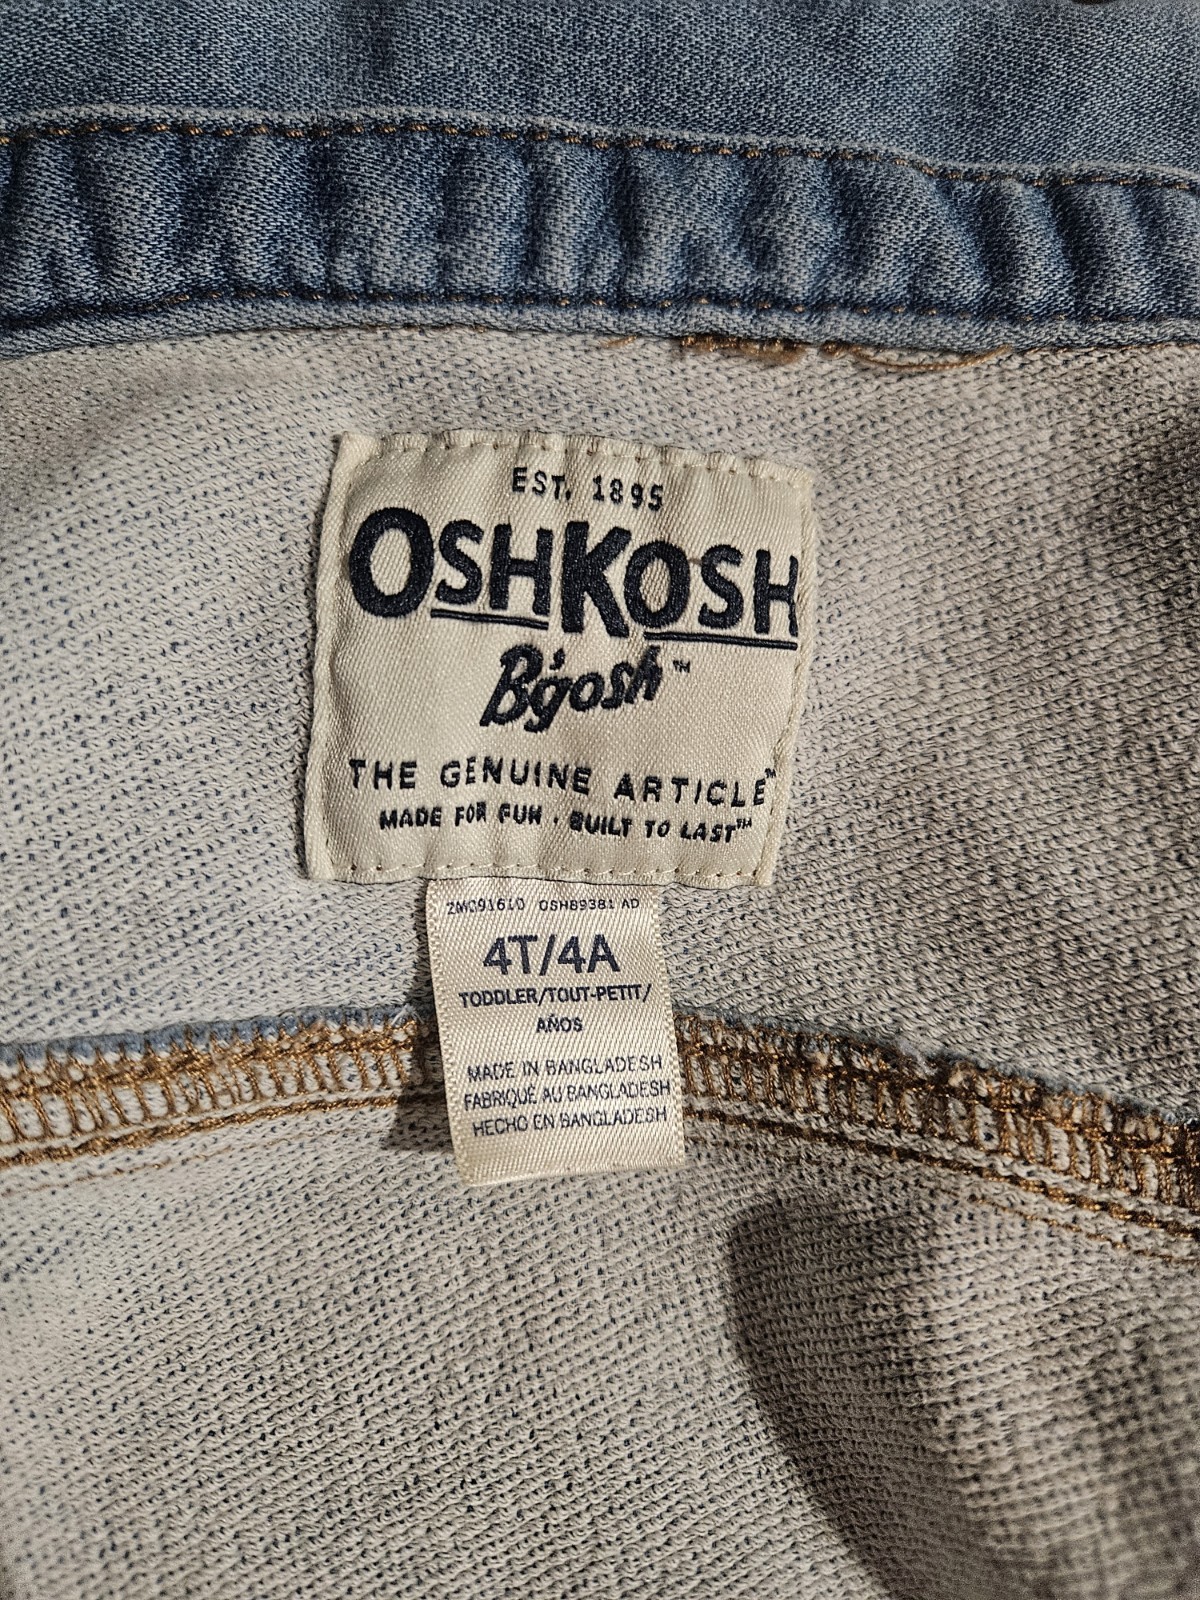 EST. 1895
OSHKOSH
B'gosh™
THE GENUINE ARTICLE™
MADE FOR FUN . BUILT TO LAST™
2M091610 OSHB9381 AD
4T/4A
TODDLER/TOUT-PETIT/
AÑOS
MADE IN BANGLADESH
FABRIQUÉ AU BANGLADESH
HECHO EN BANGLADESH